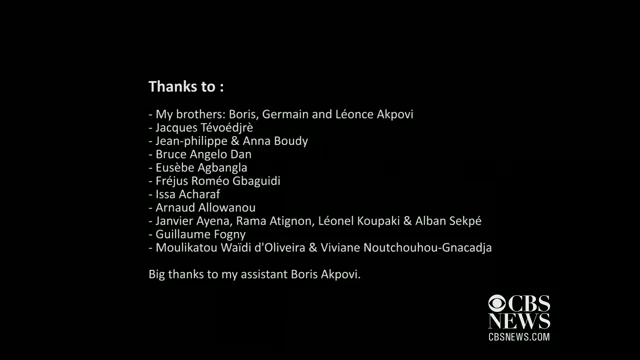 Thanks to :
- My brothers: Boris, Germain and Léonce Akpovi
- Jacques Tévoédjrè
- Jean-philippe & Anna Boudy
- Bruce Angelo Dan
- Eusèbe Agbangla
- Fréjus Roméo Gbaguidi
- Issa Acharaf
- Arnaud Allowanou
- Janvier Ayena, Rama Atignon, Léonel Koupaki & Alban Sekpé
- Guillaume Fogny
- Moulikatou Waïdi d'Oliveira & Viviane Noutchouhou-Gnacadja
Big thanks to my assistant Boris Akpovi.
CBS
NEWS
CBSNEWS.COM